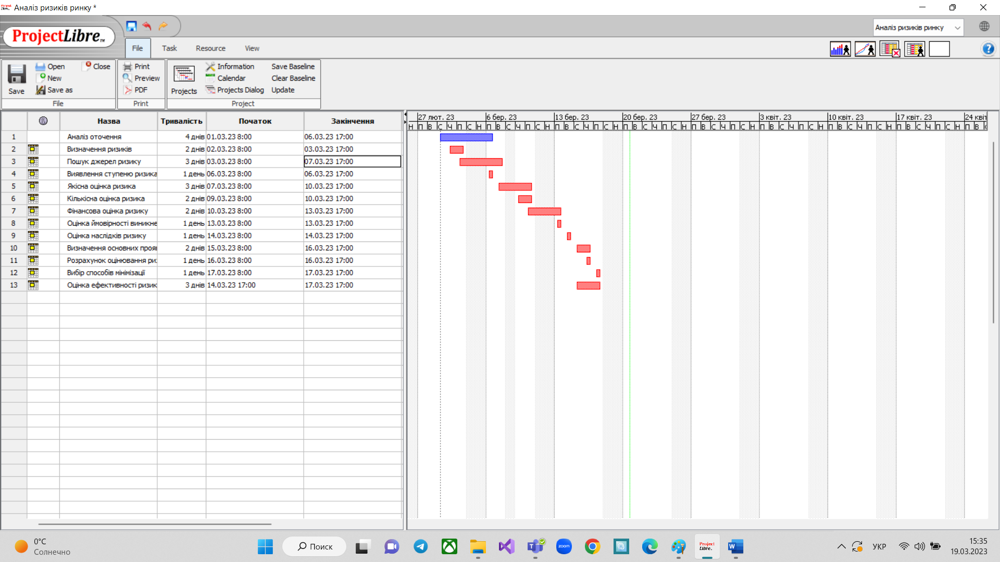 Аналіз ризиків ринку *
ProjectLibre™
Аналіз ризиків ринку
File Task Resource View
Save Open New Save as Close
File
Print Preview PDF
Print
Projects Information Calendar Projects Dialog Save Baseline Clear Baseline Update
Project
Назва Тривалість Початок Закінчення
27 лют. 23 6 бер. 23 13 бер. 23 20 бер. 23 27 бер. 23 3 квіт. 23 10 квіт. 23 17 квіт. 23 24 квіт
Н П В С Ч П С Н П В С Ч П С Н П В С Ч П С Н П В С Ч П С Н П В С Ч П С Н П В С Ч П С Н П В С Ч П С Н П В С Ч П С Н П В
1 Аналіз оточення 4 днів 01.03.23 8:00 06.03.23 17:00
2 Визначення ризиків 2 днів 02.03.23 8:00 03.03.23 17:00
3 Пошук джерел ризику 3 днів 03.03.23 8:00 07.03.23 17:00
4 Виявлення ступеню ризика 1 день 06.03.23 8:00 06.03.23 17:00
5 Якісна оцінка ризика 3 днів 07.03.23 8:00 10.03.23 17:00
6 Кількісна оцінка ризика 2 днів 09.03.23 8:00 10.03.23 17:00
7 Фінансова оцінка ризику 2 днів 10.03.23 8:00 13.03.23 17:00
8 Оцінка ймовірності виникне 1 день 13.03.23 8:00 13.03.23 17:00
9 Оцінка наслідків ризику 1 день 14.03.23 8:00 14.03.23 17:00
10 Визначення основних прояв 2 днів 15.03.23 8:00 16.03.23 17:00
11 Розрахунок оцінювання риз 1 день 16.03.23 8:00 16.03.23 17:00
12 Вибір способів мінімізації 1 день 17.03.23 8:00 17.03.23 17:00
13 Оцінка ефективності ризик 3 днів 14.03.23 17:00 17.03.23 17:00
0°C
Солнечно
Поиск
zoom
Project Libre.
УКР
15:35
19.03.2023